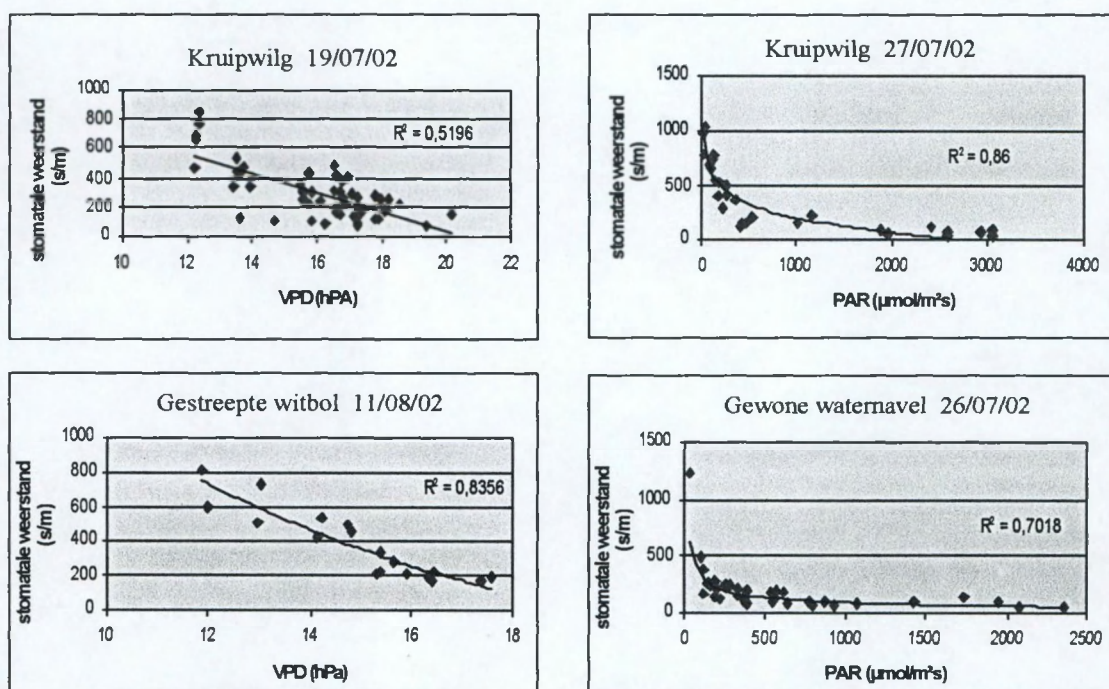 Kruipwilg 19/07/02
stomatale weerstand
(s/m)
1000
800
600
400
200
0
R² = 0,5196
10 12 14 16 18 20 22
VPD (hPA)
Kruipwilg 27/07/02
stomatale weerstand
(s/m)
1500
1000
500
0
R² = 0,86
0 1000 2000 3000 4000
PAR (µmol/m²s)
Gestreepte witbol 11/08/02
stomatale weerstand
(s/m)
1000
800
600
400
200
0
R² = 0,8356
10 12 14 16 18
VPD (hPa)
Gewone waternavel 26/07/02
stomatale weerstand
(s/m)
1500
1000
500
0
R² = 0,7018
0 500 1000 1500 2000 2500
PAR (µmol/m²s)